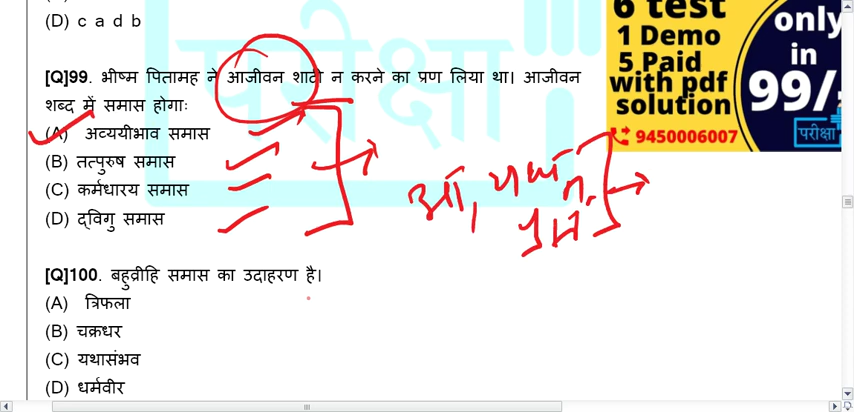 (D) c a d b
[Q]99. भीष्म पितामह ने आजीवन शादी न करने का प्रण लिया था। आजीवन
शब्द में समास होगाः
(A) अव्ययीभाव समास
(B) तत्पुरुष समास
(C) कर्मधारय समास
(D) द्विगु समास
[Q]100. बहुव्रीहि समास का उदाहरण है।
(A) त्रिफला
(B) चक्रधर
(C) यथासंभव
(D) धर्मवीर
परीक्षा
6 test
1 Demo
5 Paid
with pdf
solution
9450006007
only
in
99/-
परीक्षा